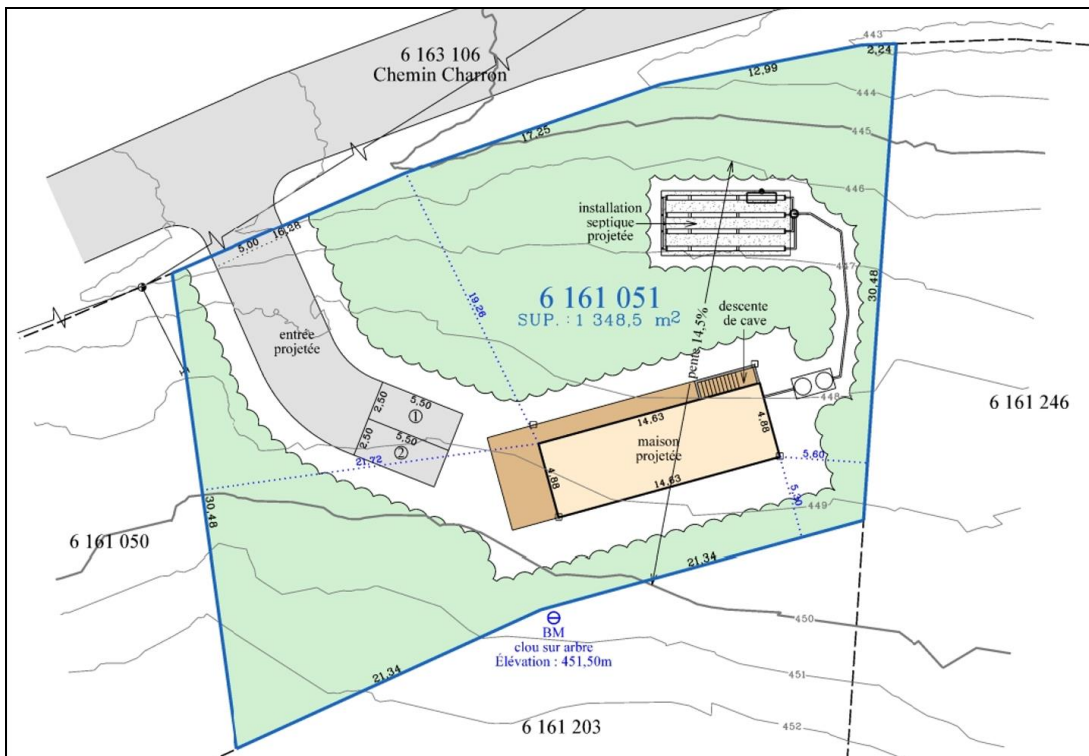 6 163 106
Chemin Charron
443
2,24
12,99
444
17,25
445
446
installation
septique
projetée
16,28
5,00
447
30,48
6 161 051
SUP. : 1 348,5 m²
19,26
descente
de cave
pente 14,5%
entrée
projetée
448
6 161 246
2,50
5,50
①
2,50
5,50
②
14,63
4,88
maison
projetée
21,72
5,60
4,88
14,63
5,30
449
30,48
6 161 050
21,34
450
BM
clou sur arbre
Élévation : 451,50m
21,34
451
6 161 203
452